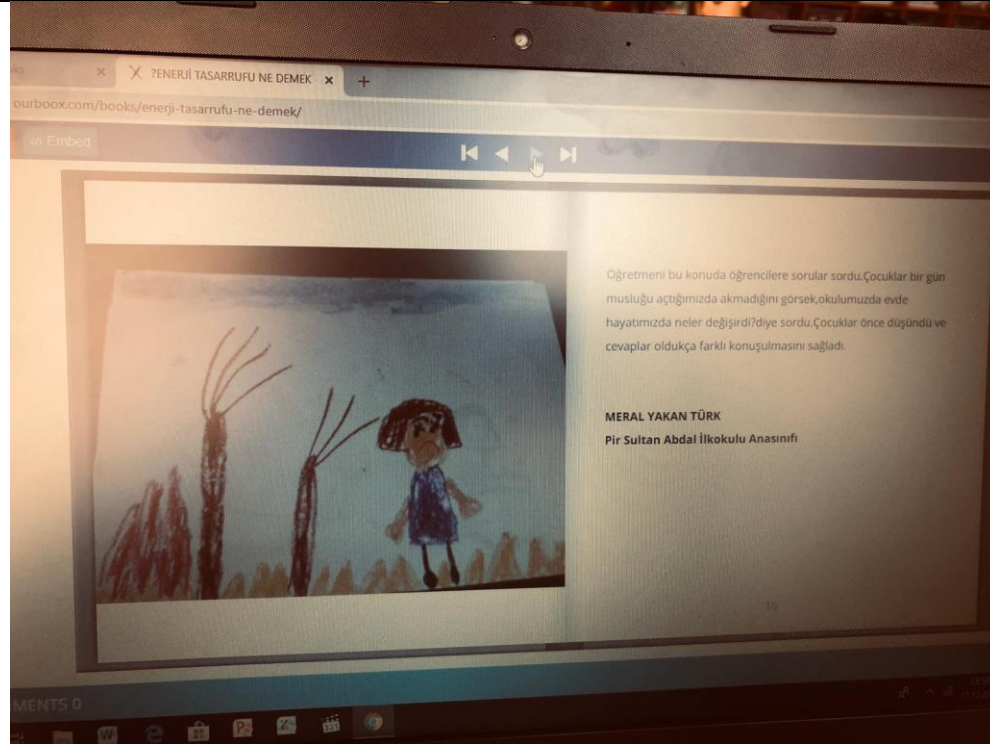 ?ENERJİ TASARRUFU NE DEMEK
ourboox.com/books/enerji-tasarrufu-ne-demek/
Embed
Öğretmeni bu konuda öğrencilere sorular sordu.Çocuklar bir gün
musluğu açtığımızda akmadığını görsek,okulumuzda evde
hayatımızda neler değişirdi?diye sordu.Çocuklar önce düşündü ve
cevaplar oldukça farklı konuşulmasını sağladı.
MERAL YAKAN TÜRK
Pir Sultan Abdal İlkokulu Anasınıfı
16
MENTS 0